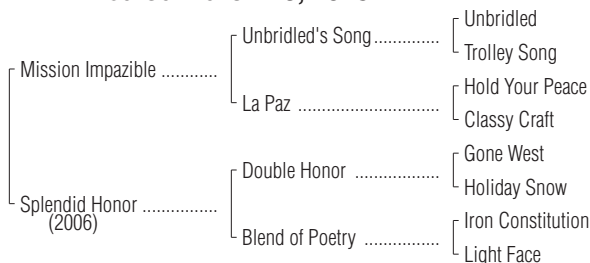 Unbridled
Unbridled's Song
Trolley Song
Mission Impazible
Hold Your Peace
La Paz
Classy Craft
Gone West
Double Honor
Holiday Snow
Splendid Honor
(2006)
Iron Constitution
Blend of Poetry
Light Face